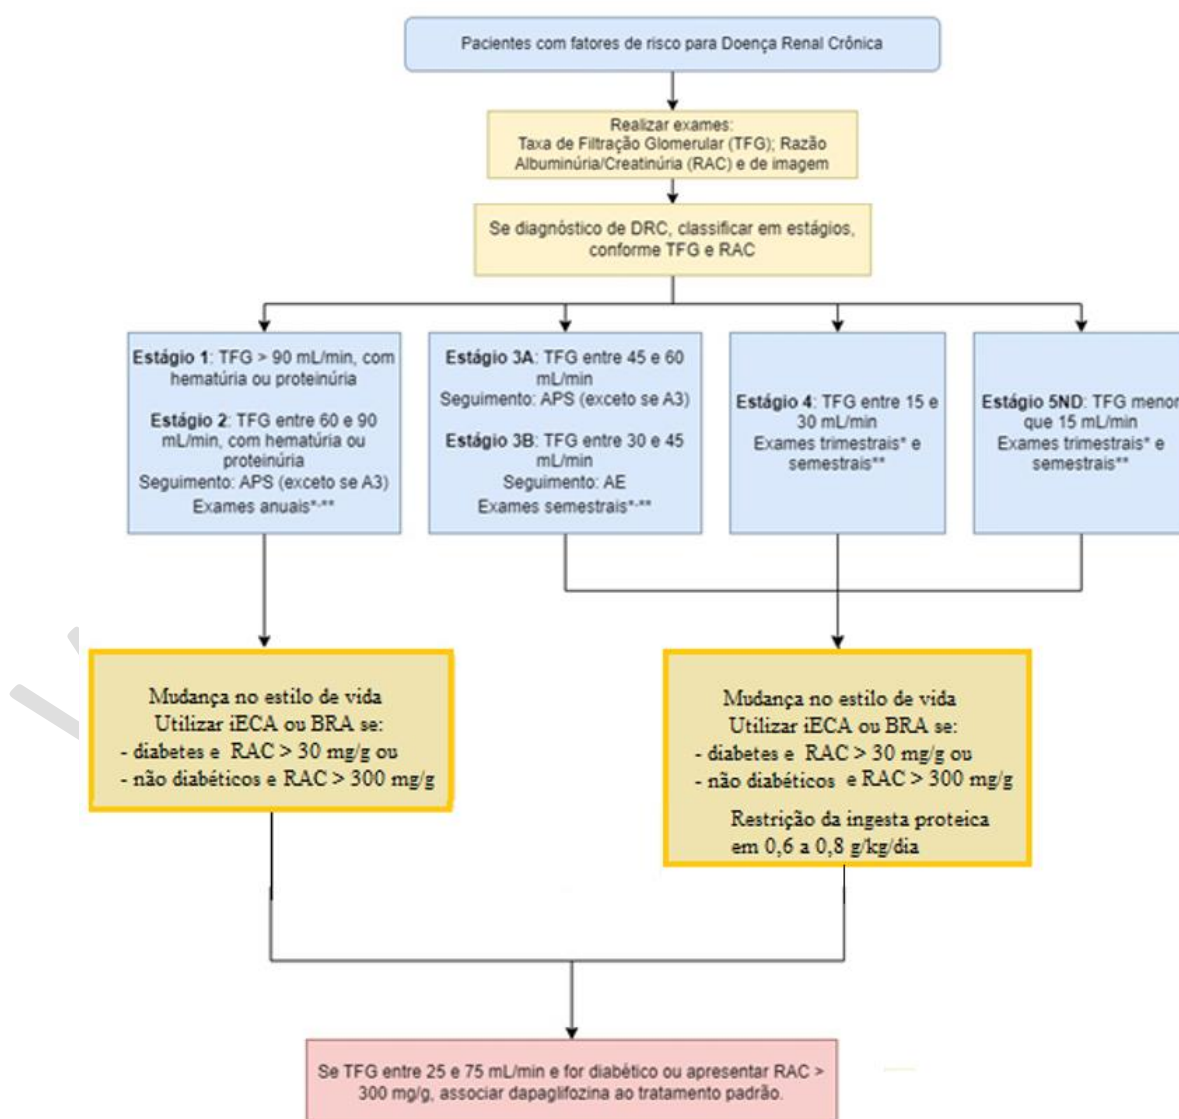 Pacientes com fatores de risco para Doença Renal Crônica
Realizar exames:
Taxa de Filtração Glomerular (TFG); Razão
Albuminúria/Creatinúria (RAC) e de imagem
Se diagnóstico de DRC, classificar em estágios,
conforme TFG e RAC
Estágio 1: TFG > 90 mL/min, com
hematúria ou proteinúria
Estágio 2: TFG entre 60 e 90
mL/min, com hematúria ou
proteinúria
Seguimento: APS (exceto se A3)
Exames anuais*,**
Estágio 3A: TFG entre 45 e 60
mL/min
Seguimento: APS (exceto se A3)
Estágio 3B: TFG entre 30 e 45
mL/min
Seguimento: AE
Exames semestrais*,**
Estágio 4: TFG entre 15 e
30 mL/min
Exames trimestrais* e
semestrais**
Estágio 5ND: TFG menor
que 15 mL/min
Exames trimestrais* e
semestrais**
Mudança no estilo de vida
Utilizar iECA ou BRA se:
- diabetes e RAC > 30 mg/g ou
- não diabéticos e RAC > 300 mg/g
Mudança no estilo de vida
Utilizar iECA ou BRA se:
- diabetes e RAC > 30 mg/g ou
- não diabéticos e RAC > 300 mg/g
Restrição da ingesta proteica
em 0,6 a 0,8 g/kg/dia
Se TFG entre 25 e 75 mL/min e for diabético ou apresentar RAC >
300 mg/g, associar dapaglifozina ao tratamento padrão.